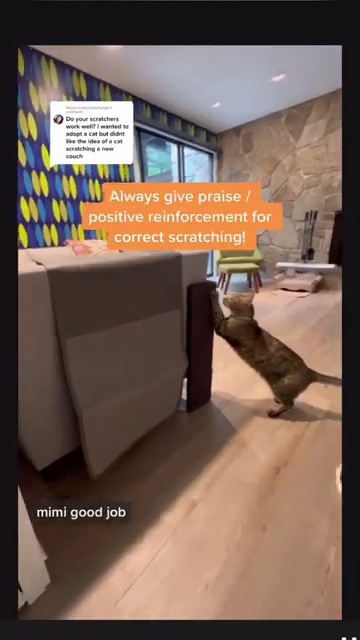 Do your scratchers
work well? I wanted to
adopt a cat but didnt
like the idea of a cat
scratching a new
couch
Always give praise /
positive reinforcement for
correct scratching!
mimi good job